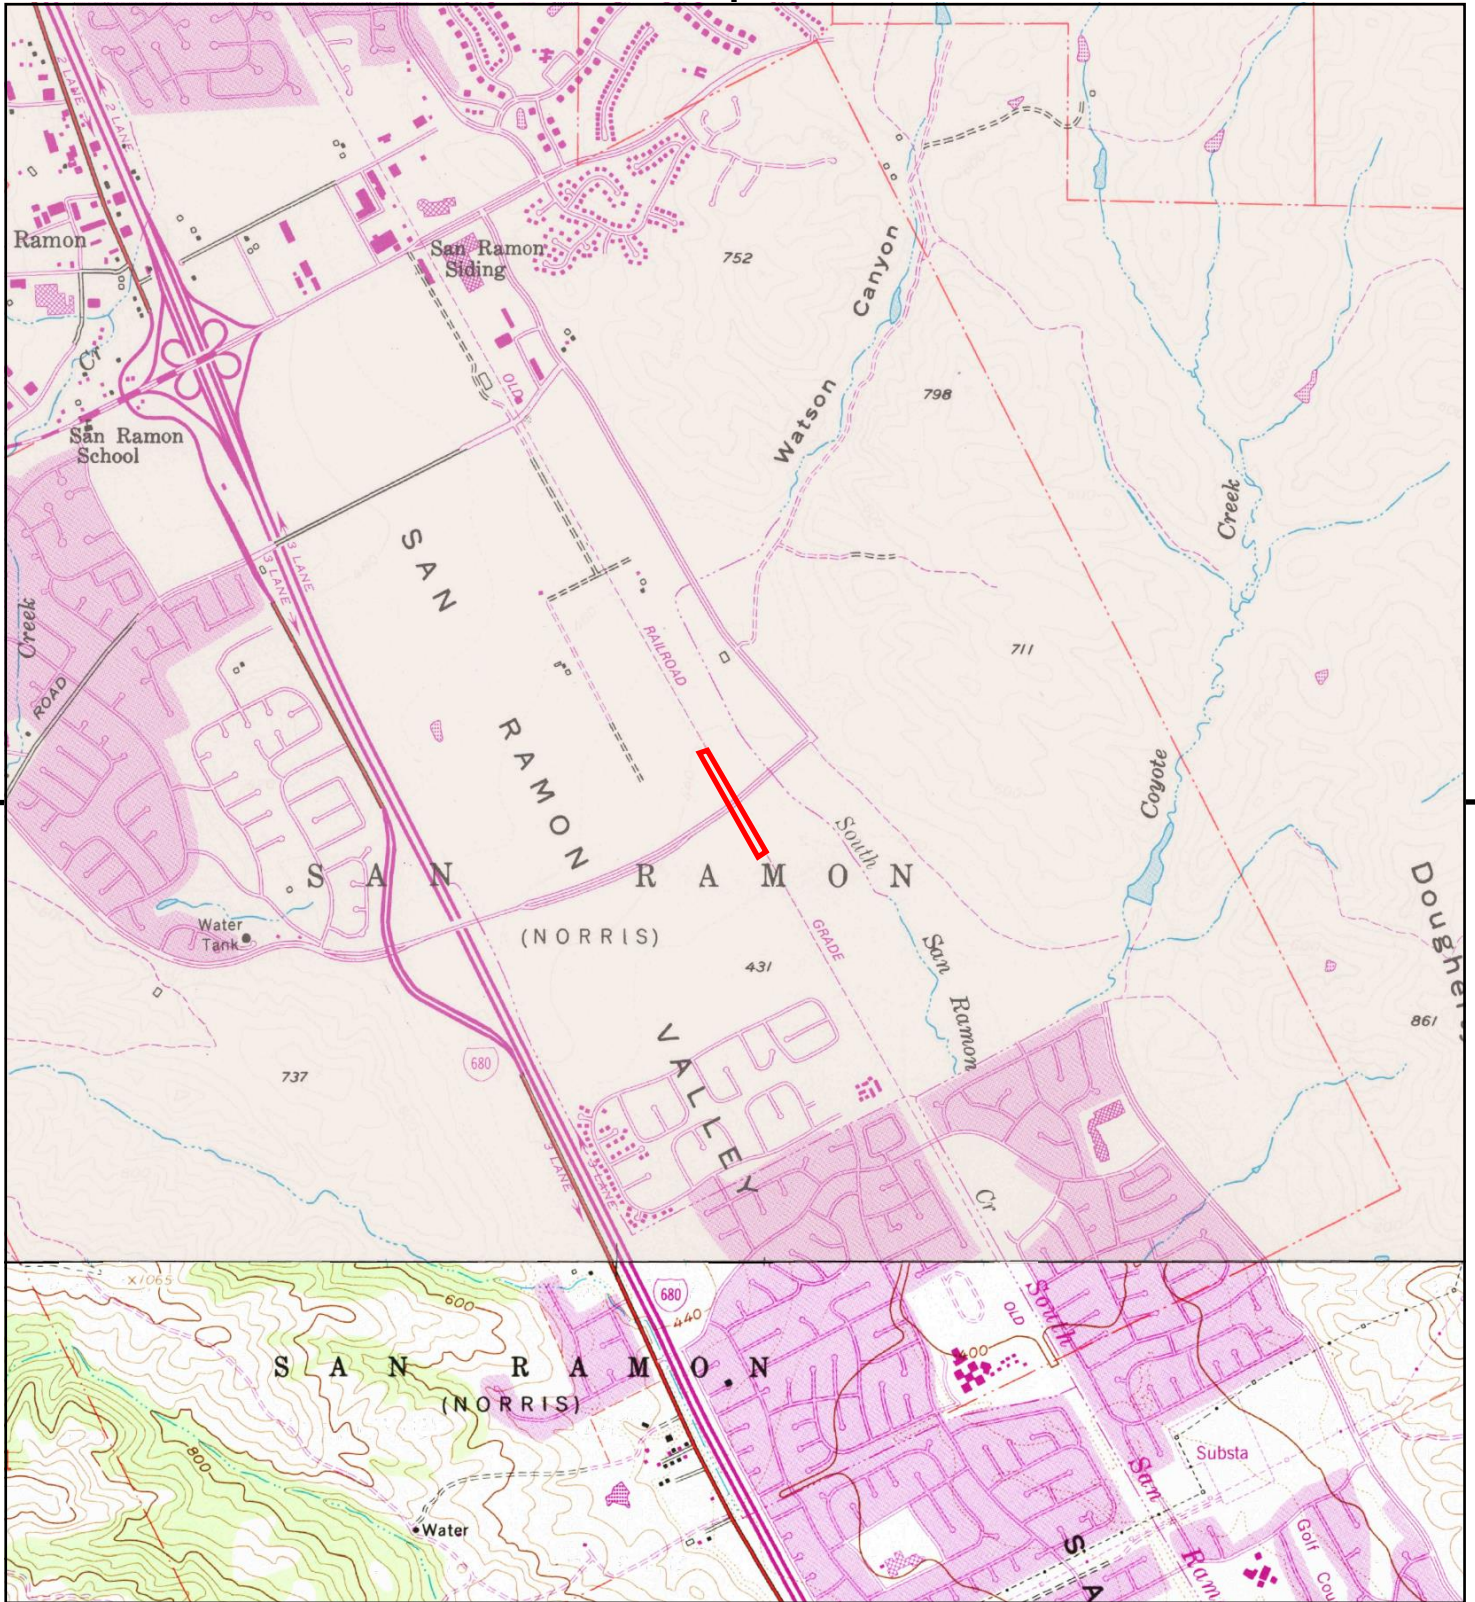 2 LANE
2 LANE
Ramon
San Ramon
Siding
752
Canyon
Watson
798
Cr
OLD
San Ramon
School
Creek
SAN
3 LANE
3 LANE
Creek
RAILROAD
711
ROAD
RAMON
Coyote
South
SAN RAMON
Water
Tank
(NORRIS)
GRADE
431
San
Ramon
861
VALLEY
680
737
3 LANE
3 LANE
Cr
X1065
600
680
440
South
OLD
400
SAN RAMON
(NORRIS)
800
Substa
San
Water
S A
Ram
Golf
Cou